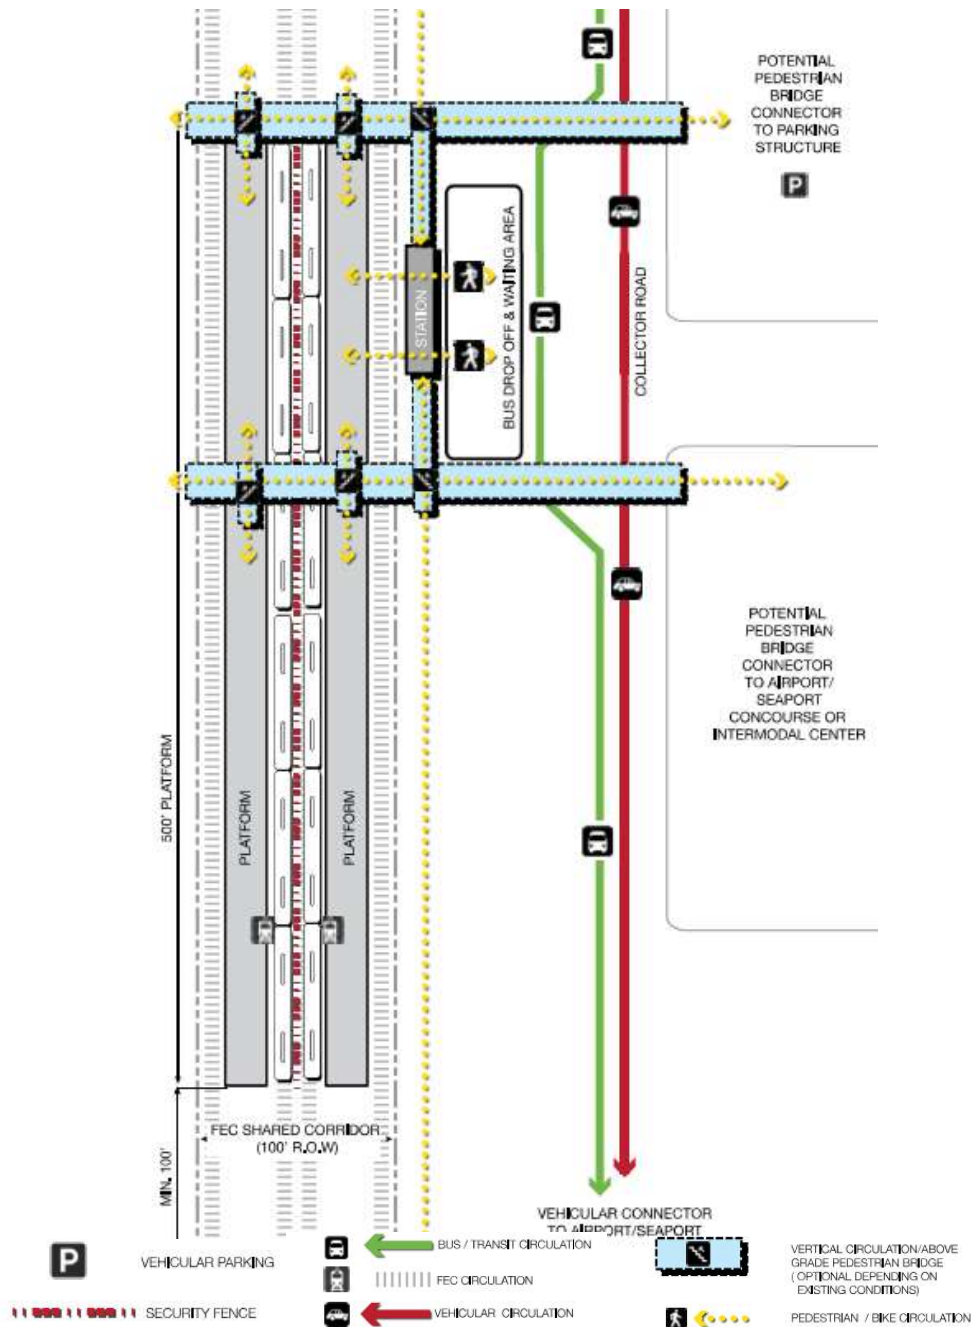 POTENTIAL
PEDESTRIAN
BRIDGE
CONNECTOR
TO PARKING
STRUCTURE
P
BUS DROP OFF & WAITING AREA
STATION
COLLECTOR ROAD
POTENTIAL
PEDESTRIAN
BRIDGE
CONNECTOR
TO AIRPORT/
SEAPORT
CONCOURSE OR
INTERMODAL CENTER
500' PLATFORM
PLATFORM
PLATFORM
FEC SHARED CORRIDOR
(100' R.O.W)
MIN. 100'
VEHICULAR CONNECTOR
TO AIRPORT/SEAPORT
P
VEHICULAR PARKING
SECURITY FENCE
BUS / TRANSIT CIRCULATION
FEC CIRCULATION
VEHICULAR CIRCULATION
VERTICAL CIRCULATION/ABOVE
GRADE PEDESTRIAN BRIDGE
( OPTIONAL DEPENDING ON
EXISTING CONDITIONS)
PEDESTRIAN / BIKE CIRCULATION